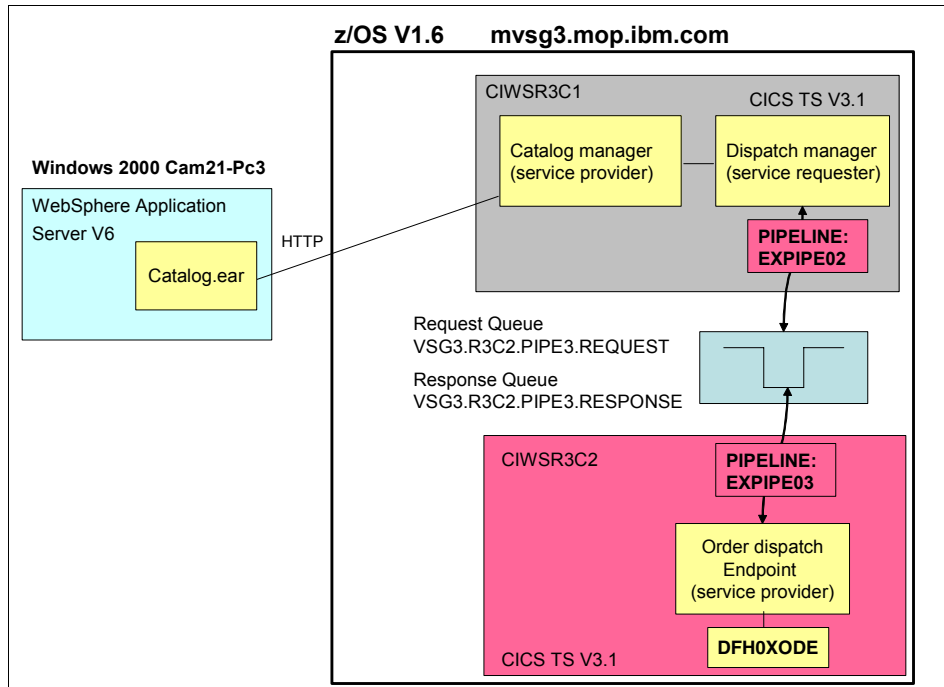 z/OS V1.6 mvsg3.mop.ibm.com
CIWSR3C1
CICS TS V3.1
Catalog manager
(service provider)
Dispatch manager
(service requester)
Windows 2000 Cam21-Pc3
WebSphere Application
Server V6
Catalog.ear
HTTP
PIPELINE:
EXPIPE02
Request Queue
VSG3.R3C2.PIPE3.REQUEST
Response Queue
VSG3.R3C2.PIPE3.RESPONSE
CIWSR3C2
PIPELINE:
EXPIPE03
Order dispatch
Endpoint
(service provider)
DFH0XODE
CICS TS V3.1